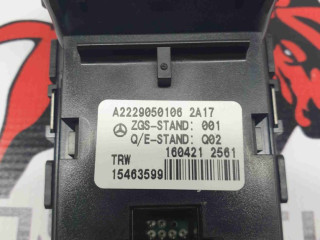 A2229050106 2A17
ZGS-STAND: 001
Q/E-STAND: Q02
160421 2561
TRW
15463599